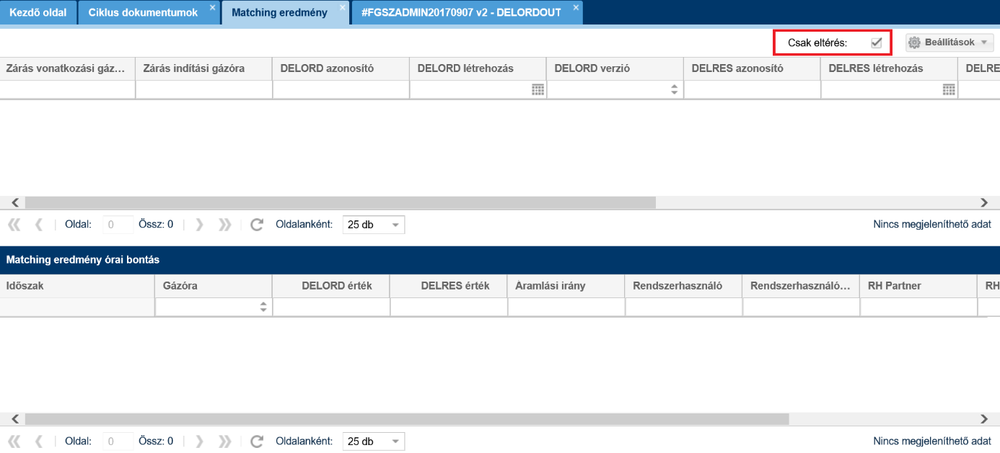 Kezdő oldal Ciklus dokumentumok Matching eredmény #FGSZADMIN20170907 v2 - DELORDOUT
Csak eltérés: Beállítások
Zárás vonatkozási gáz... Zárás indítási gázóra DELORD azonosító DELORD létrehozás DELORD verzió DELRES azonosító DELRES létrehozás DELRE
Oldal: 0 Össz: 0 Oldalanként: 25 db Nincs megjeleníthető adat
Matching eredmény órai bontás
Időszak Gázóra DELORD érték DELRES érték Áramlási irány Rendszerhasználó Rendszerhasználó... RH Partner RH
Oldal: 0 Össz: 0 Oldalanként: 25 db Nincs megjeleníthető adat